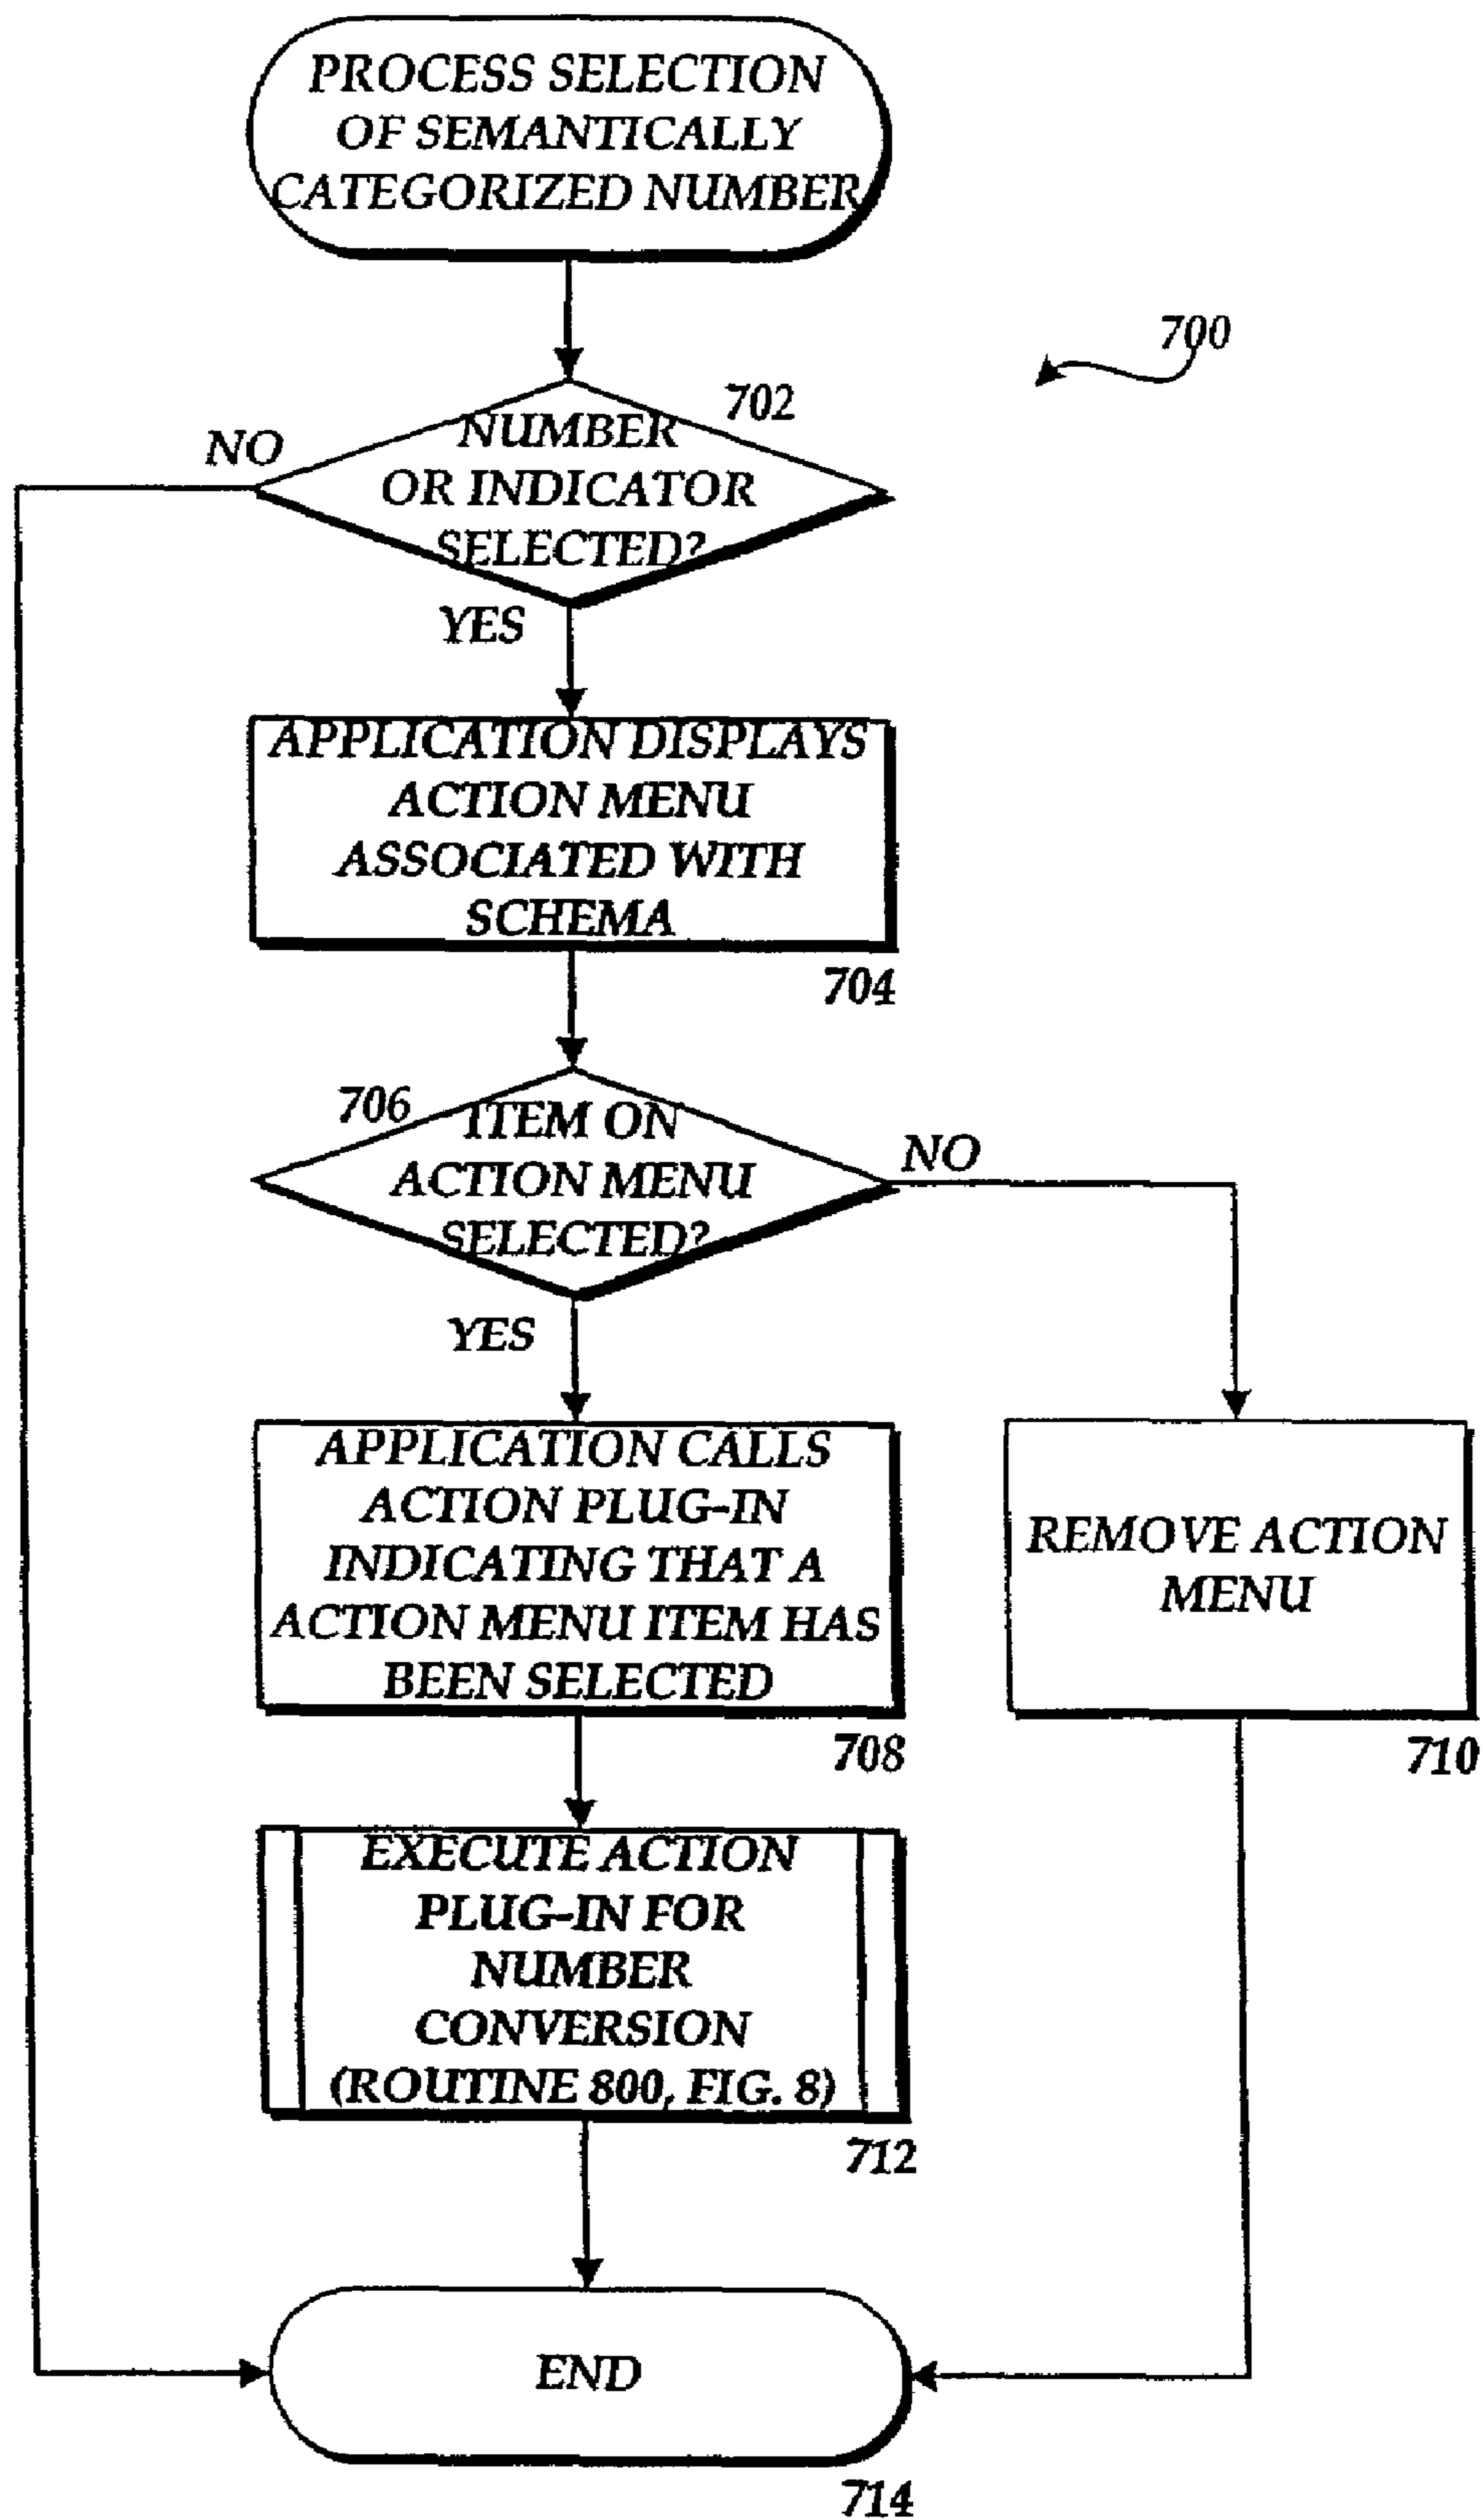 PROCESS SELECTION
OF SEMANTICALLY
CATEGORIZED NUMBER
700
702
NO
NUMBER
OR INDICATOR
SELECTED?
YES
APPLICATION DISPLAYS
ACTION MENU
ASSOCIATED WITH
SCHEMA
704
706
ITEM ON
ACTION MENU
SELECTED?
NO
YES
APPLICATION CALLS
ACTION PLUG-IN
INDICATING THAT A
ACTION MENU ITEM HAS
BEEN SELECTED
708
REMOVE ACTION
MENU
710
EXECUTE ACTION
PLUG-IN FOR
NUMBER
CONVERSION
(ROUTINE 800, FIG. 8)
712
END
714